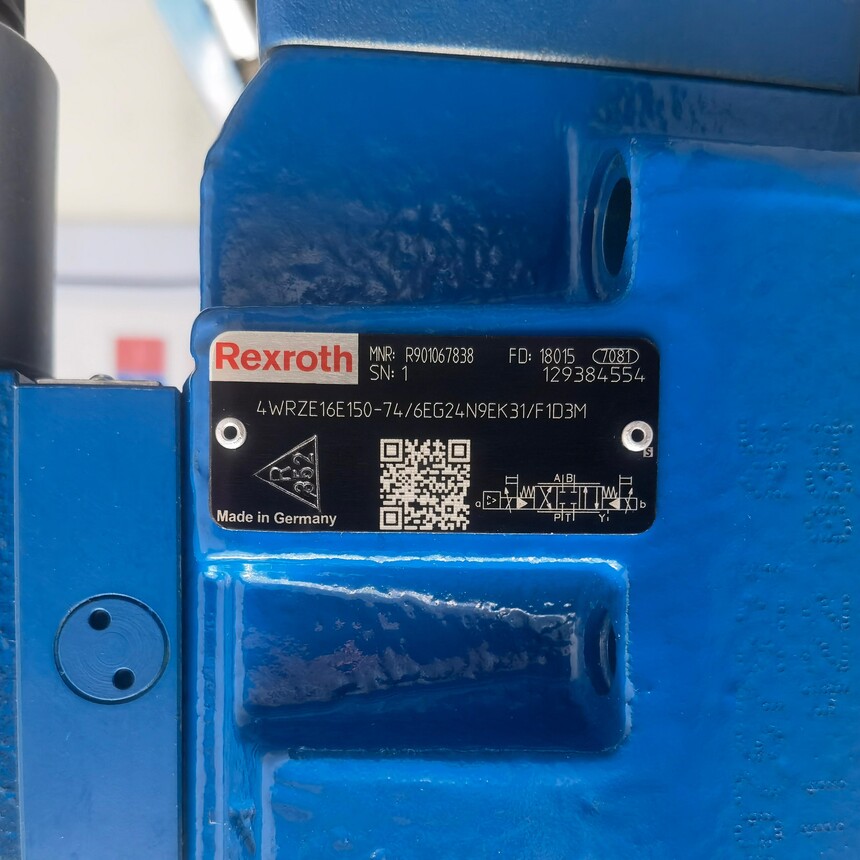 Rexroth
MNR: R901067838 FD: 18015 7081
SN: 1 129384554
4WRZE16E150-74/6EG24N9EK31/F1D3M
R
352
S
A B
a b
P T Y
Made in Germany